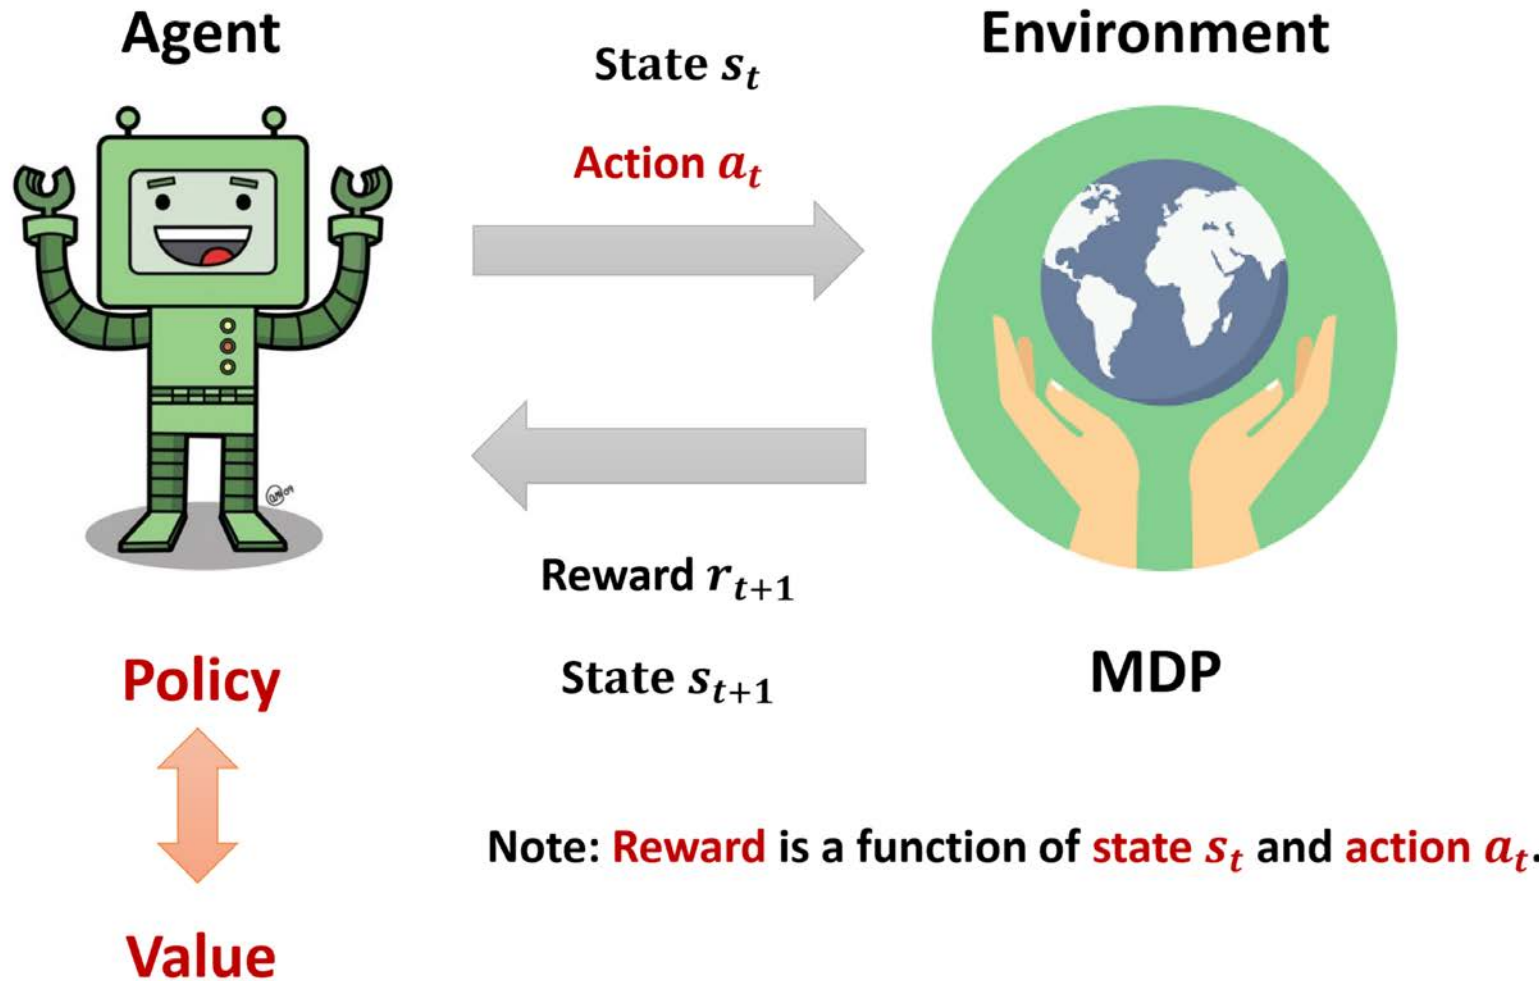 Agent
Environment
State s_t
Action a_t
Reward r_{t+1}
State s_{t+1}
Policy
MDP
Note: Reward is a function of state s_t and action a_t.
Value